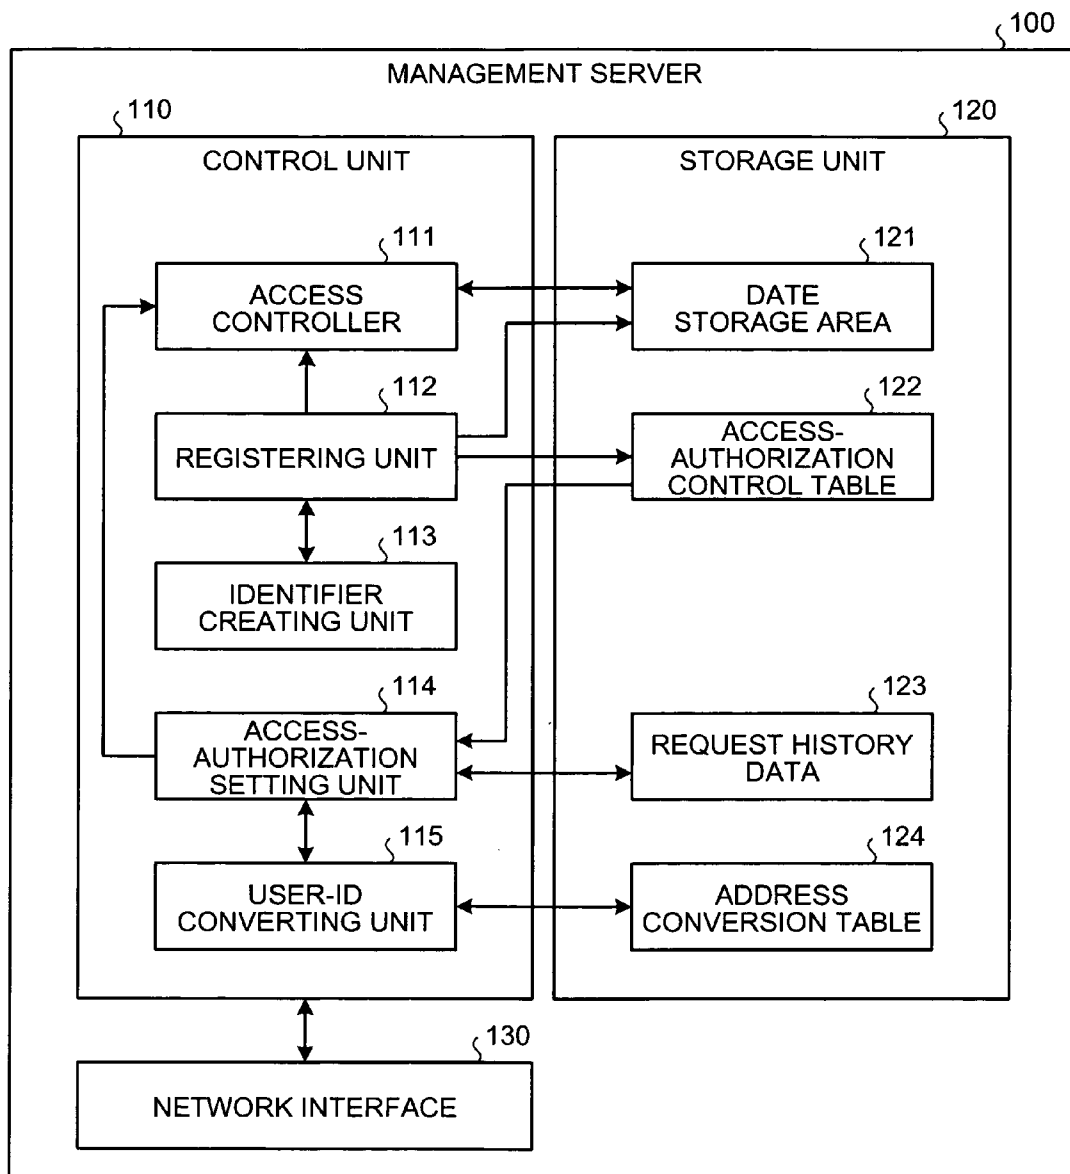 100
MANAGEMENT SERVER
110
120
CONTROL UNIT
STORAGE UNIT
111
ACCESS
CONTROLLER
121
DATE
STORAGE AREA
112
REGISTERING UNIT
122
ACCESS-
AUTHORIZATION
CONTROL TABLE
113
IDENTIFIER
CREATING UNIT
114
ACCESS-
AUTHORIZATION
SETTING UNIT
123
REQUEST HISTORY
DATA
115
USER-ID
CONVERTING UNIT
124
ADDRESS
CONVERSION TABLE
130
NETWORK INTERFACE